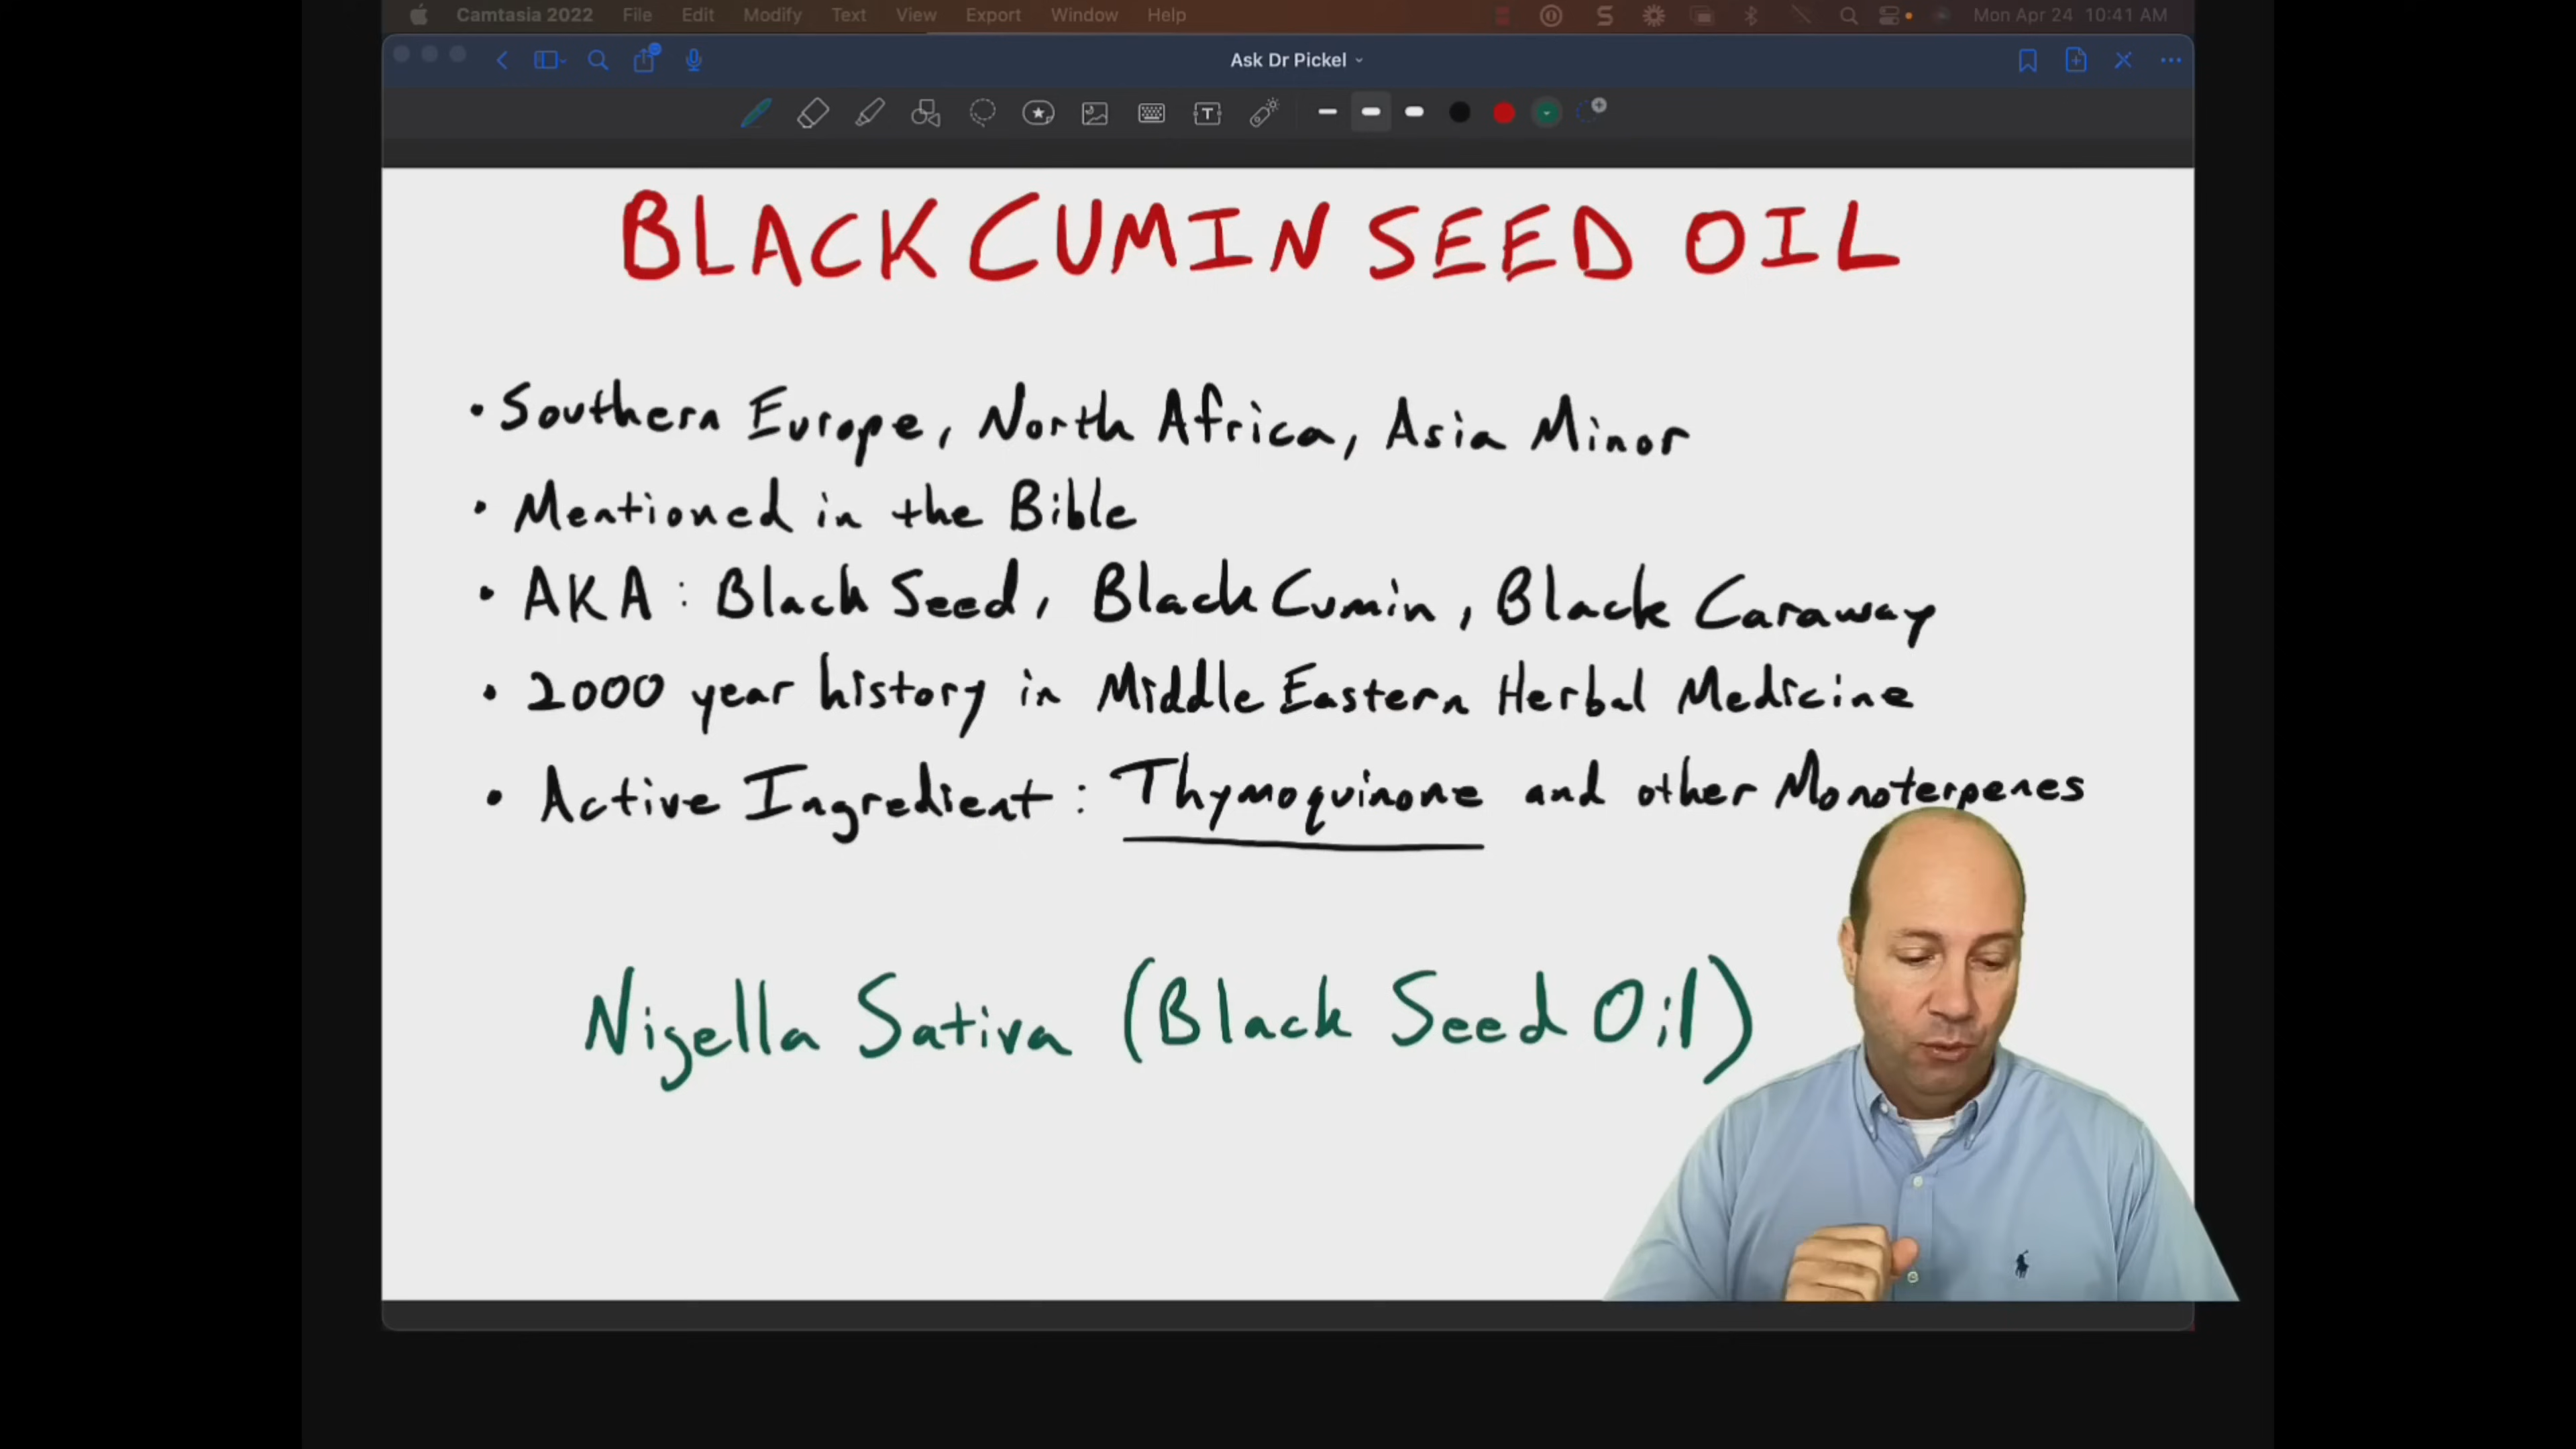 Camtasia 2022 File Edit Modify Text View Export Window Help Mon Apr 24 10:41 AM
Ask Dr Pickel
BLACK CUMIN SEED OIL
• Southern Europe, North Africa, Asia Minor
• Mentioned in the Bible
• AKA: Black Seed, Black Cumin, Black Caraway
• 2000 year history in Middle Eastern Herbal Medicine
• Active Ingredient: Thymoquinone and other Monoterpenes
Nigella Sativa (Black Seed Oil)